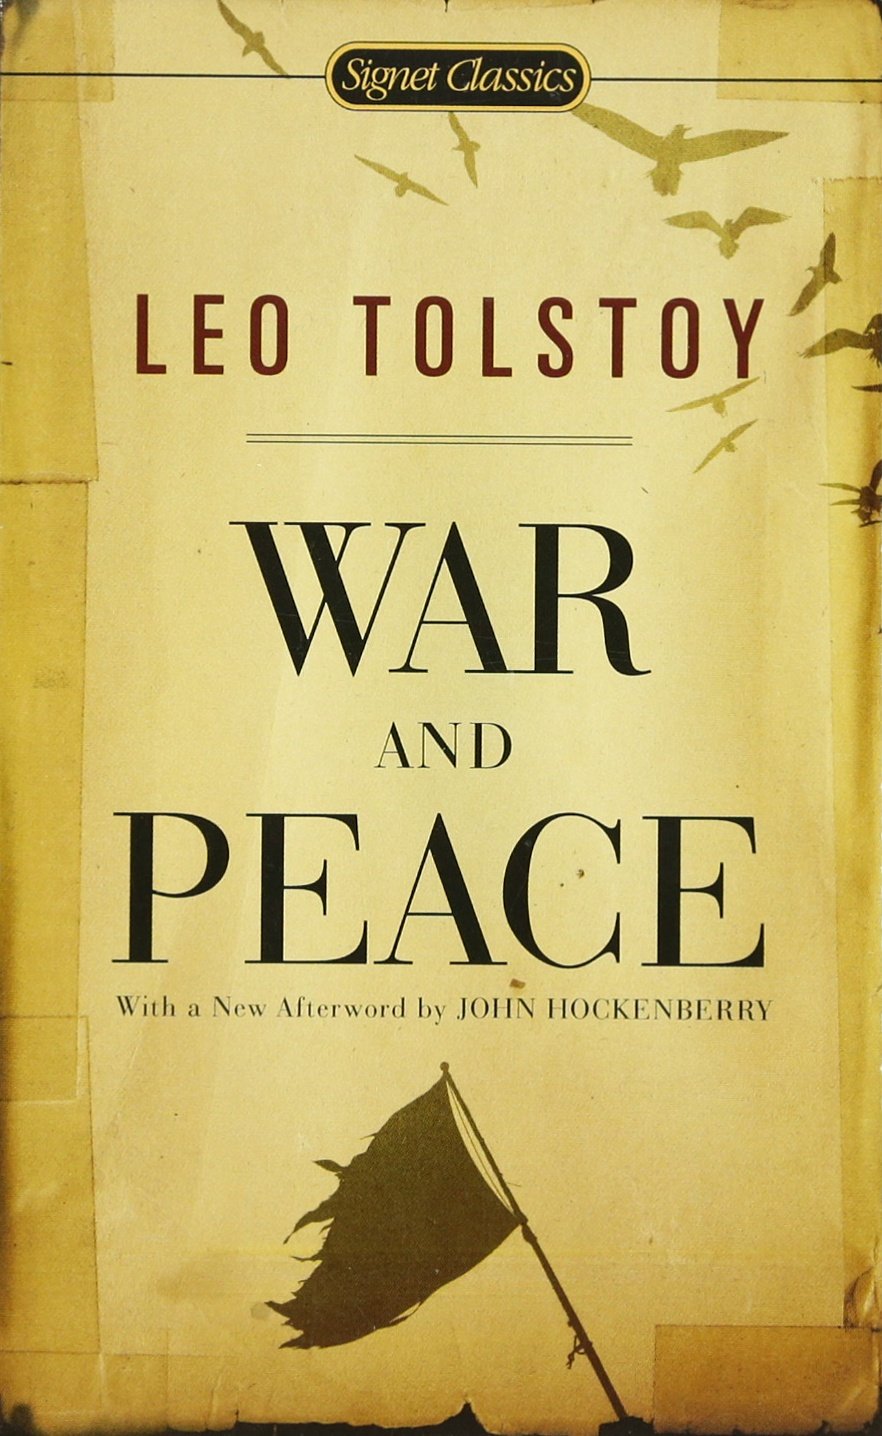 Signet Classics
LEO TOLSTOY
WAR
AND
PEACE
With a New Afterword by JOHN HOCKENBERRY